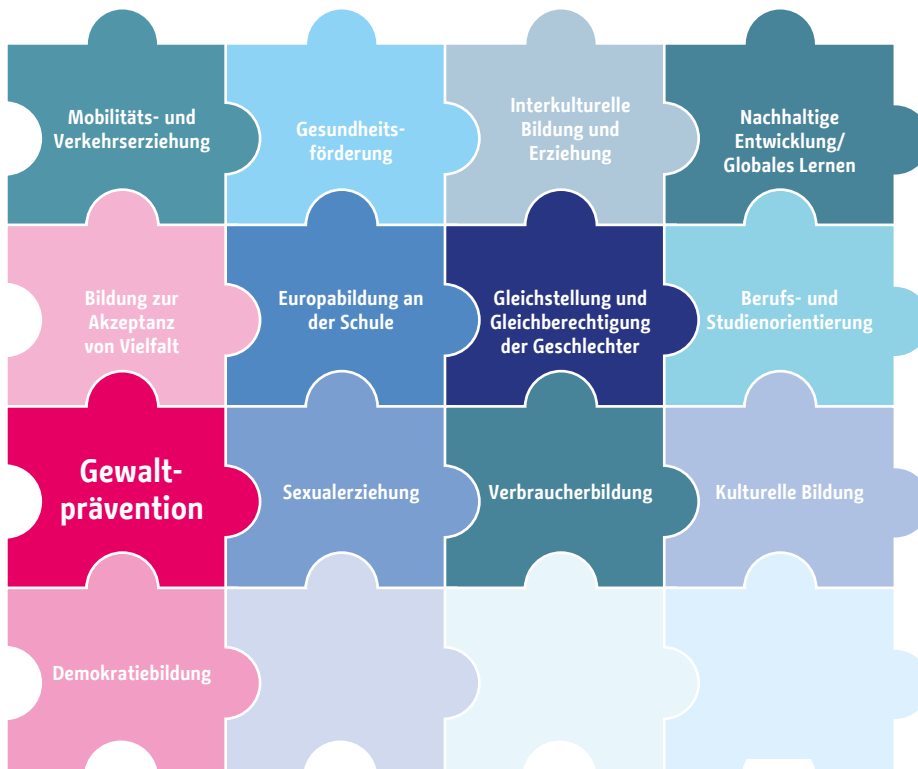 Mobilitäts- und
Verkehrserziehung
Gesundheits-
förderung
Interkulturelle
Bildung und
Erziehung
Nachhaltige
Entwicklung/
Globales Lernen
Bildung zur
Akzeptanz
von Vielfalt
Europabildung an
der Schule
Gleichstellung und
Gleichberechtigung
der Geschlechter
Berufs- und
Studienorientierung
Gewalt-
prävention
Sexualerziehung
Verbraucherbildung
Kulturelle Bildung
Demokratiebildung